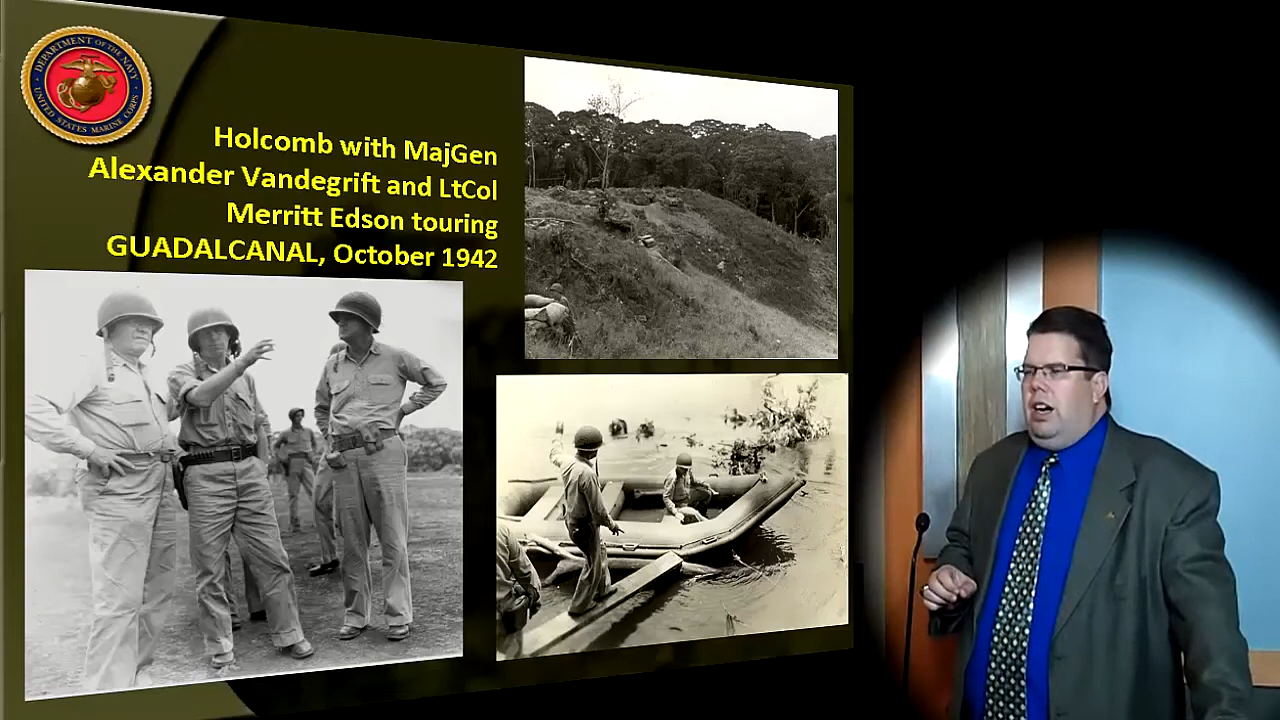 DEPARTMENT OF THE NAVY
UNITED STATES MARINE CORPS
Holcomb with MajGen
Alexander Vandegrift and LtCol
Merritt Edson touring
GUADALCANAL, October 1942